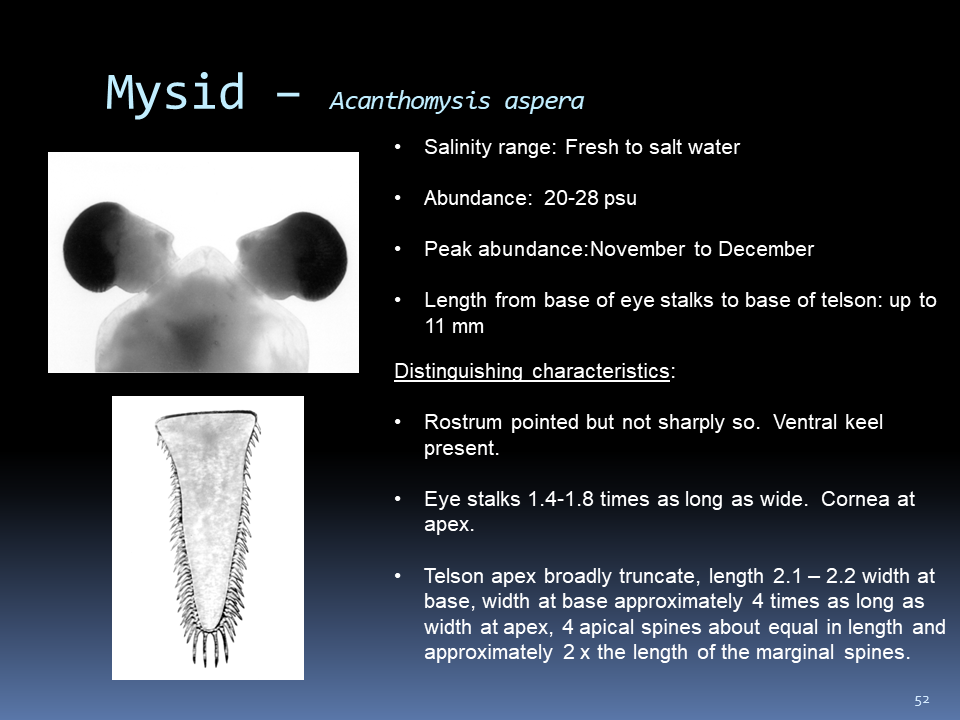 Mysid – Acanthomysis aspera
• Salinity range: Fresh to salt water
• Abundance: 20-28 psu
• Peak abundance:November to December
• Length from base of eye stalks to base of telson: up to
11 mm
Distinguishing characteristics:
• Rostrum pointed but not sharply so. Ventral keel
present.
• Eye stalks 1.4-1.8 times as long as wide. Cornea at
apex.
• Telson apex broadly truncate, length 2.1 – 2.2 width at
base, width at base approximately 4 times as long as
width at apex, 4 apical spines about equal in length and
approximately 2 x the length of the marginal spines.
52